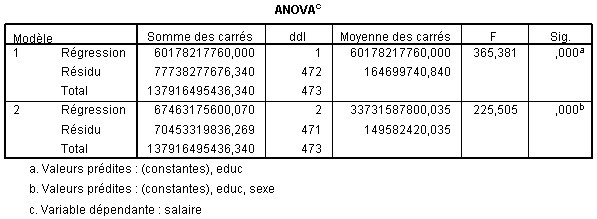 ANOVAᶜ
Modèle Somme des carrés ddl Moyenne des carrés F Sig.
1 Régression 60178217760,000 1 60178217760,000 365,381 ,000ᵃ
Résidu 77738277676,340 472 164699740,840
Total 137916495436,340 473
2 Régression 67463175600,070 2 33731587800,035 225,505 ,000ᵇ
Résidu 70453319836,269 471 149582420,035
Total 137916495436,340 473
a. Valeurs prédites : (constantes), educ
b. Valeurs prédites : (constantes), educ, sexe
c. Variable dépendante : salaire